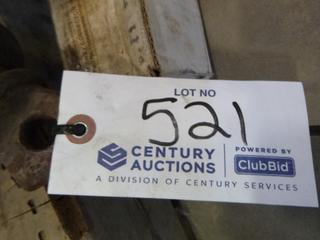 LOT NO
521
CENTURY AUCTIONS
POWERED BY
ClubBid
A DIVISION OF CENTURY SERVICES